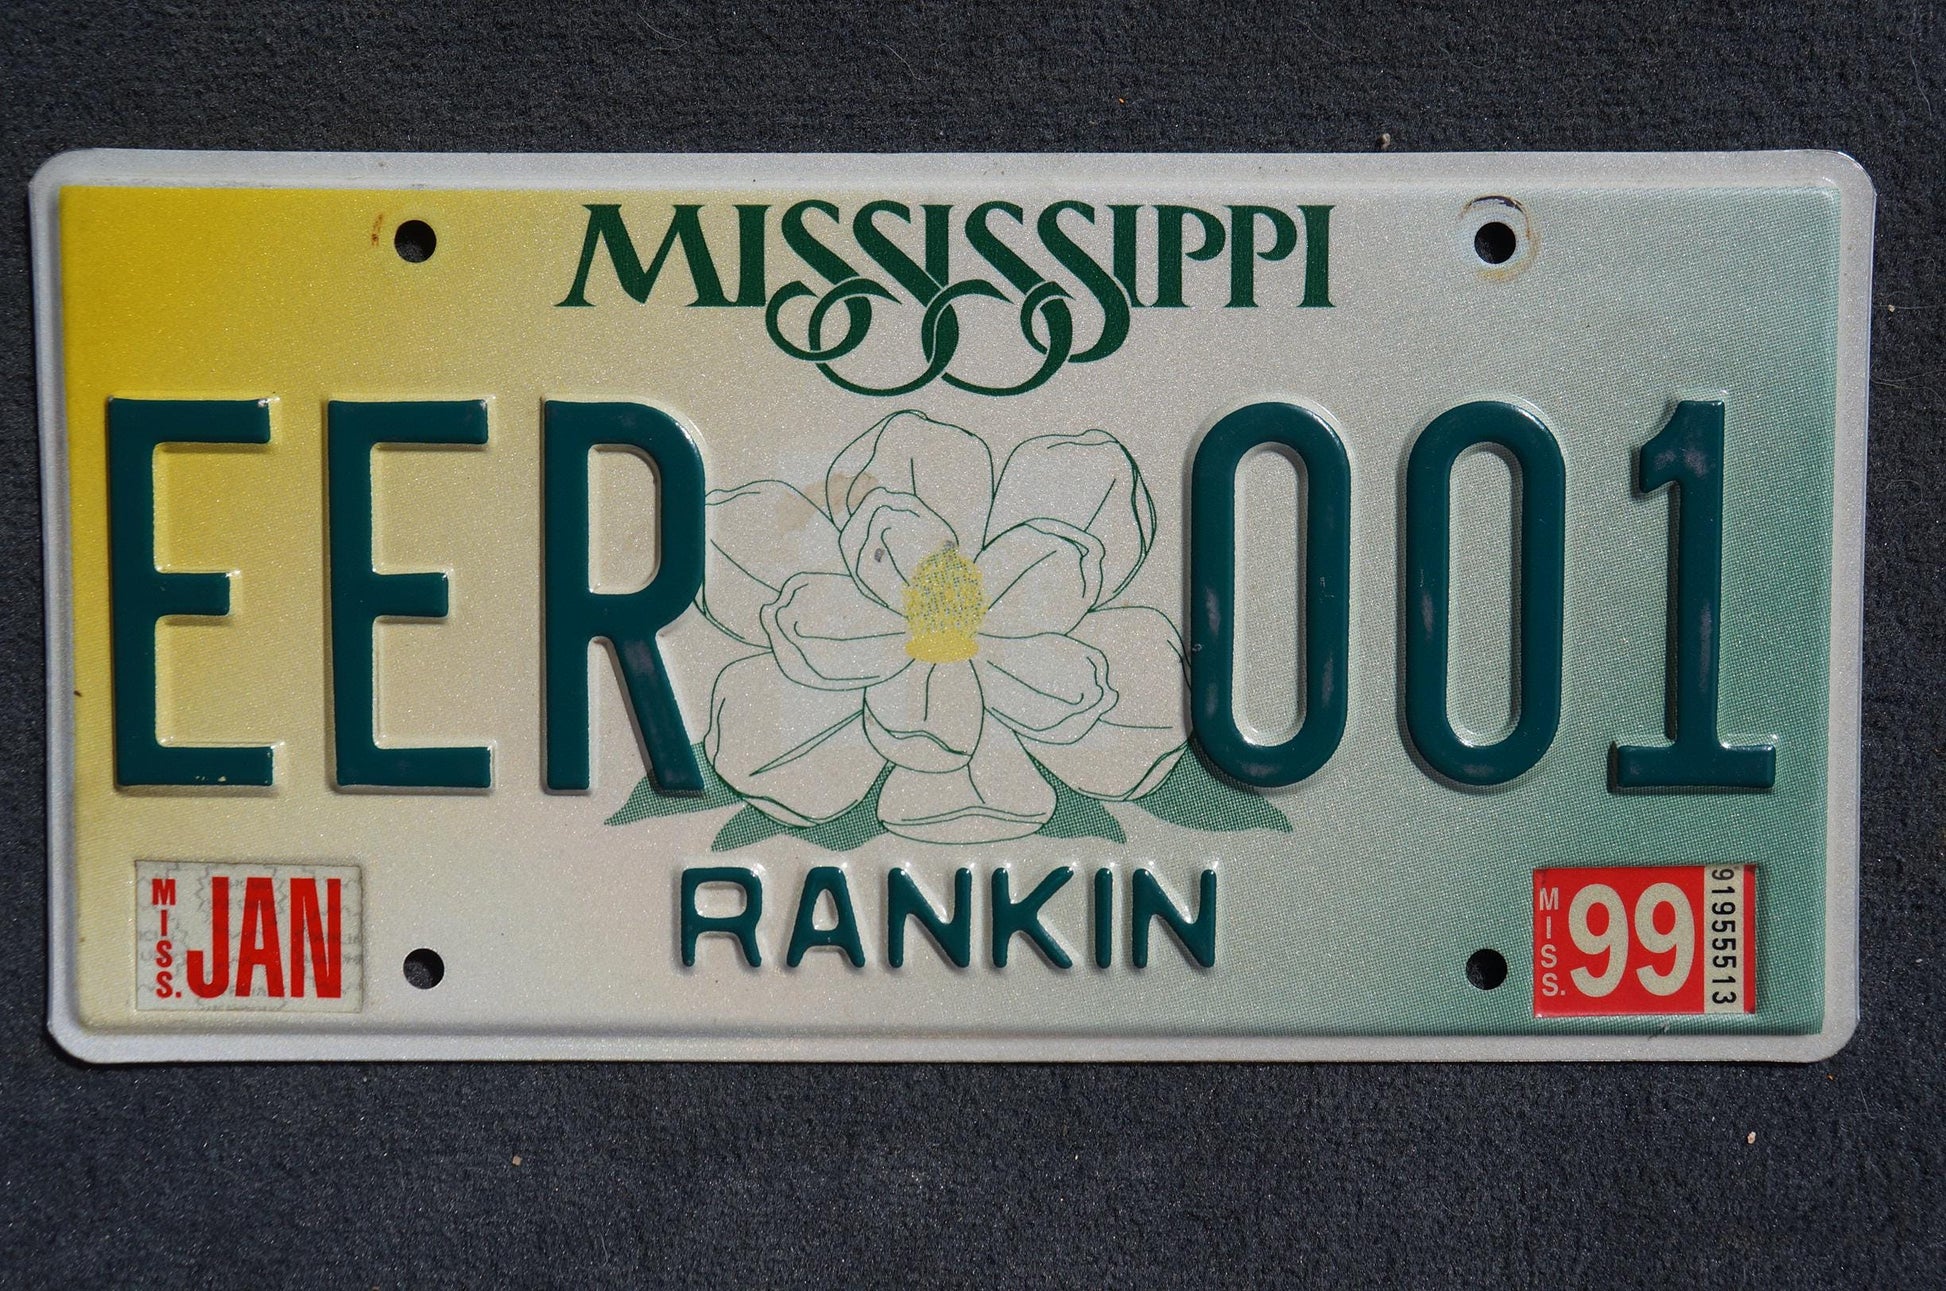 MISSISSIPPI
EER 001
RANKIN
MISS. JAN
MISS. 99 91955513